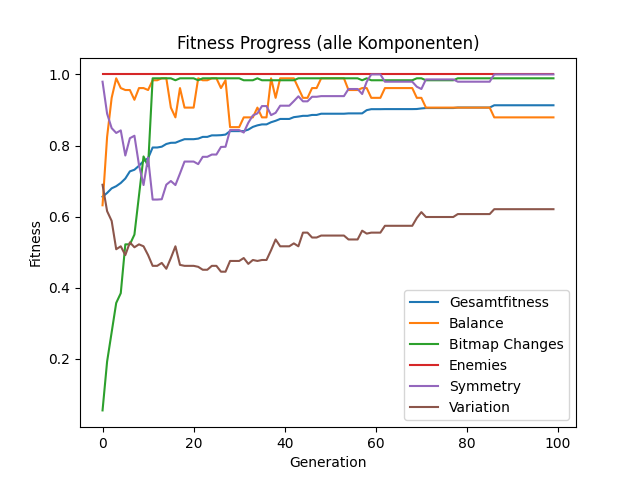 Fitness Progress (alle Komponenten)
Fitness
1.0
0.8
0.6
0.4
0.2
0 20 40 60 80 100
Generation
Gesamtfitness
Balance
Bitmap Changes
Enemies
Symmetry
Variation